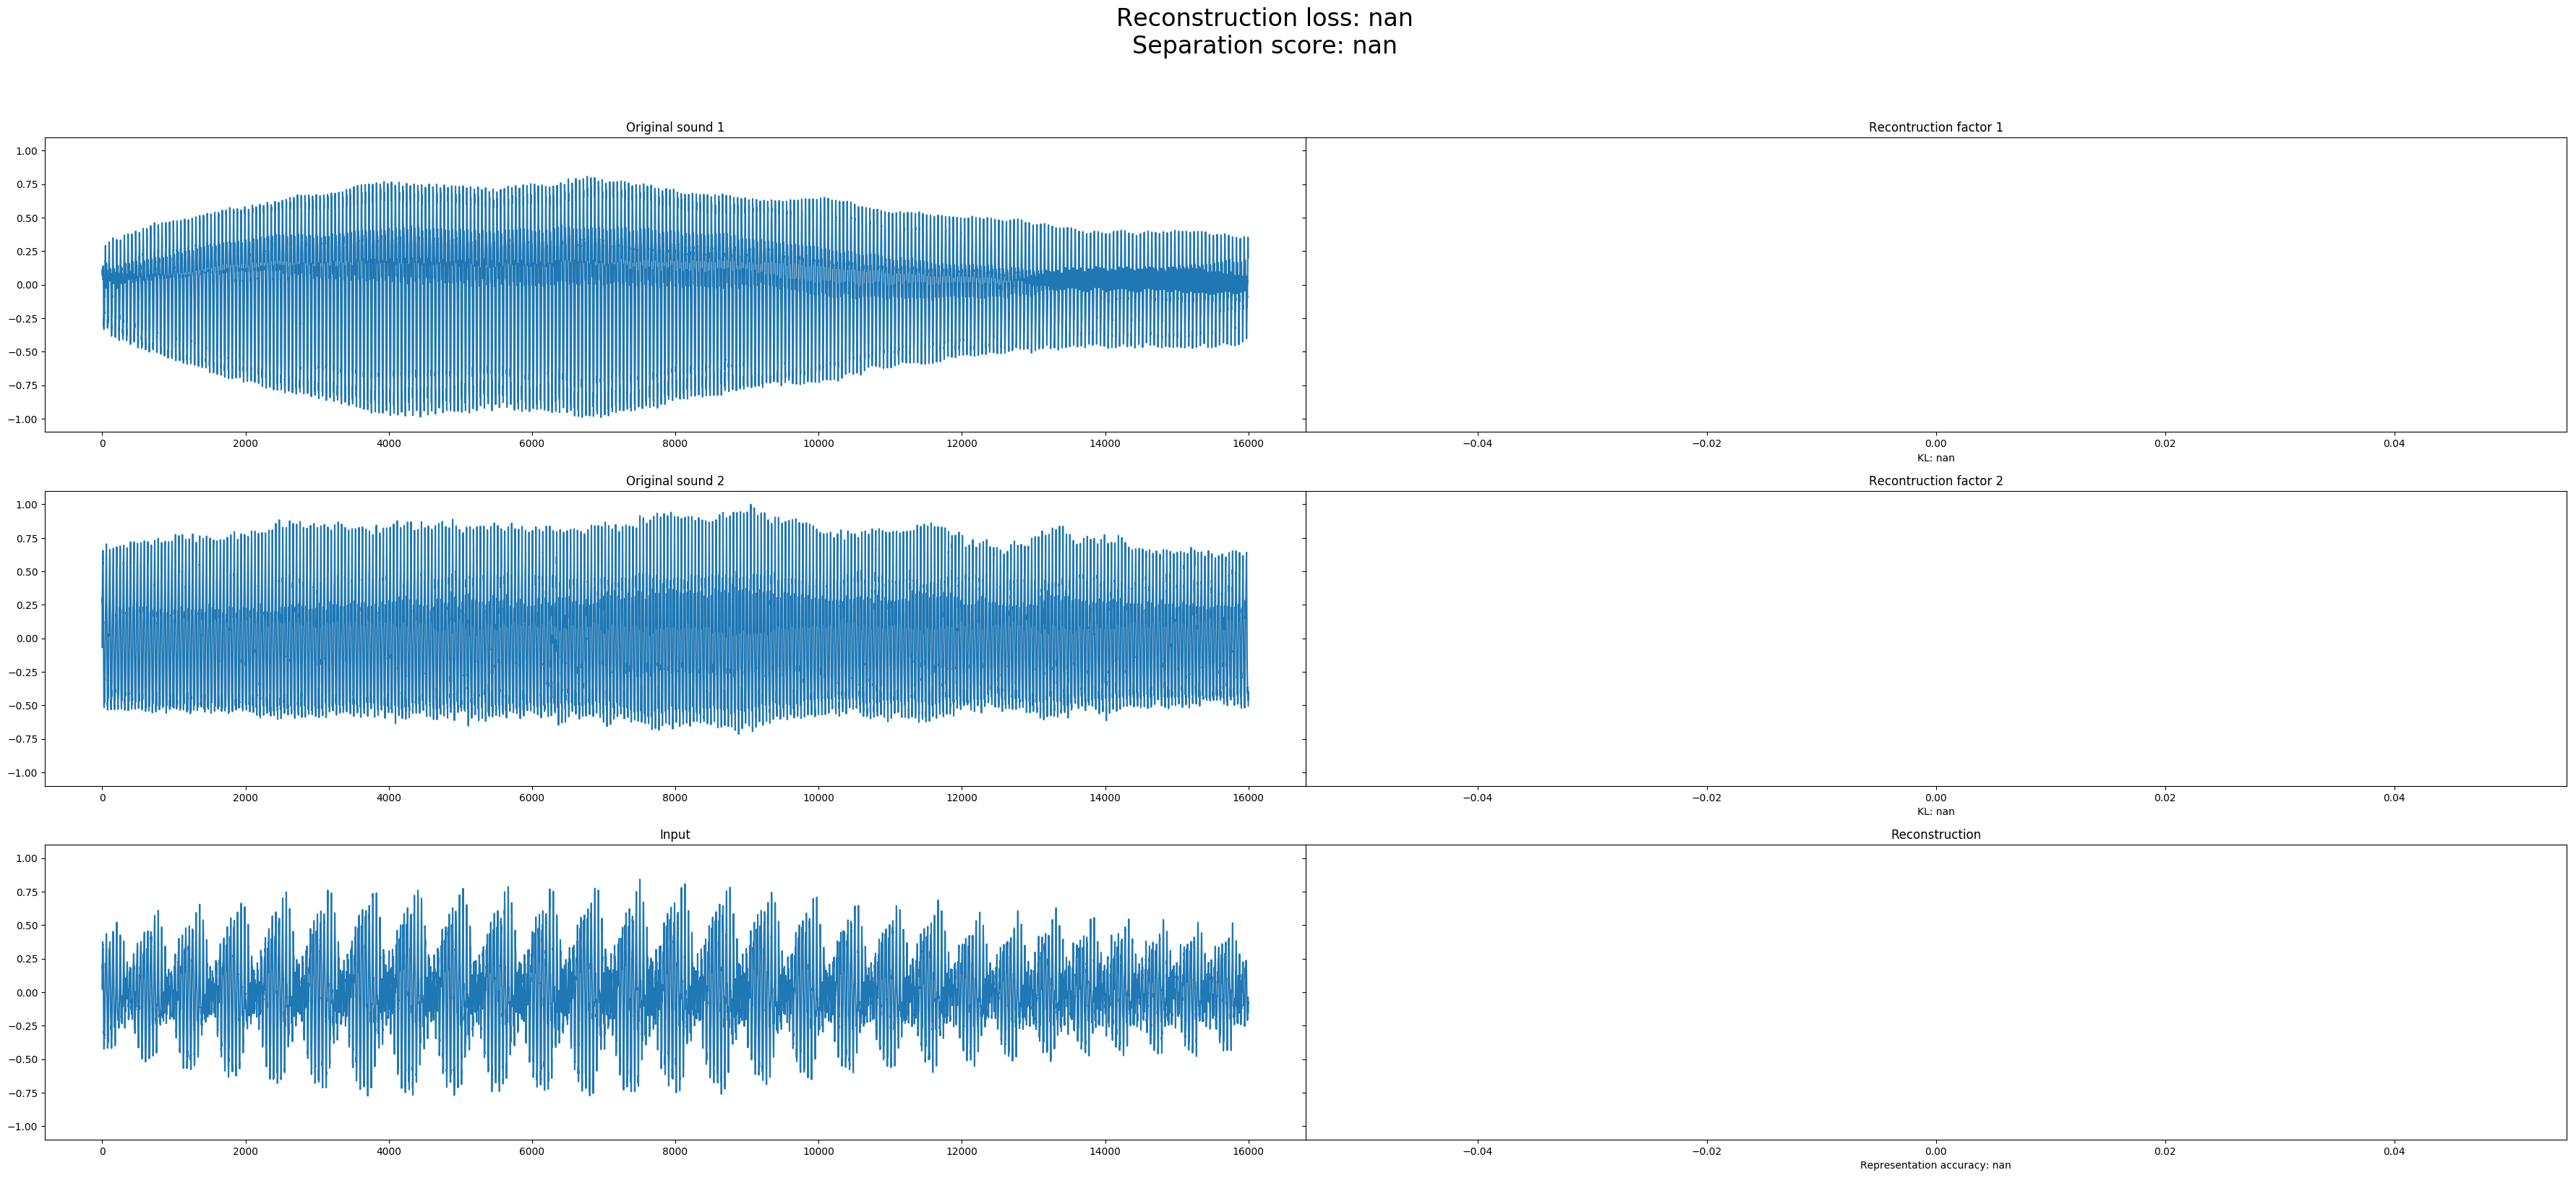 Reconstruction loss: nan
Separation score: nan
Original sound 1
Recontruction factor 1
1.00
0.75
0.50
0.25
0.00
−0.25
−0.50
−0.75
−1.00
0 2000 4000 6000 8000 10000 12000 14000 16000
−0.04 −0.02 0.00 0.02 0.04
KL: nan
Original sound 2
Recontruction factor 2
1.00
0.75
0.50
0.25
0.00
−0.25
−0.50
−0.75
−1.00
0 2000 4000 6000 8000 10000 12000 14000 16000
−0.04 −0.02 0.00 0.02 0.04
KL: nan
Input
Reconstruction
1.00
0.75
0.50
0.25
0.00
−0.25
−0.50
−0.75
−1.00
0 2000 4000 6000 8000 10000 12000 14000 16000
−0.04 −0.02 0.00 0.02 0.04
Representation accuracy: nan